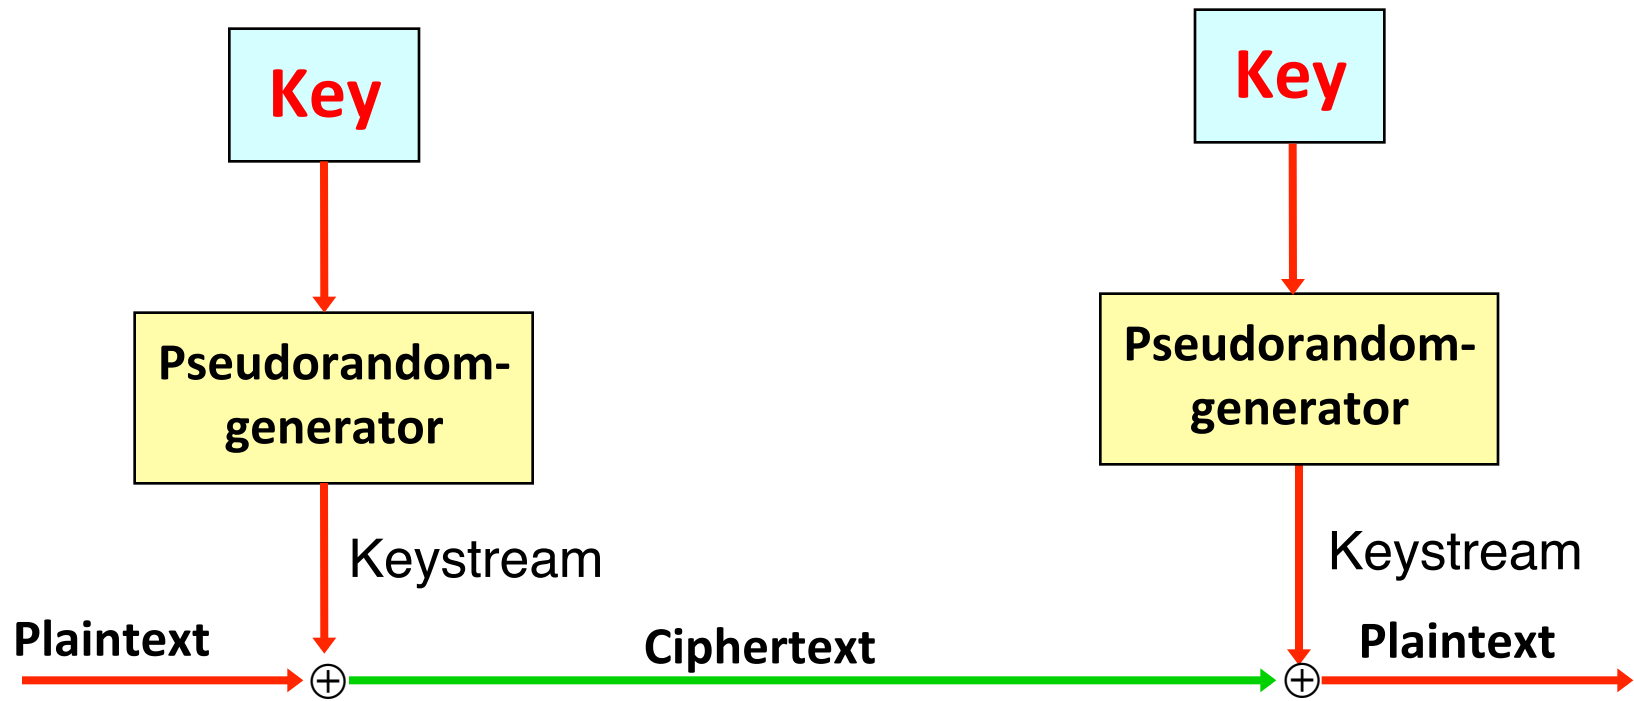 Key
Key
Pseudorandom-
generator
Pseudorandom-
generator
Keystream
Keystream
Plaintext
Ciphertext
Plaintext